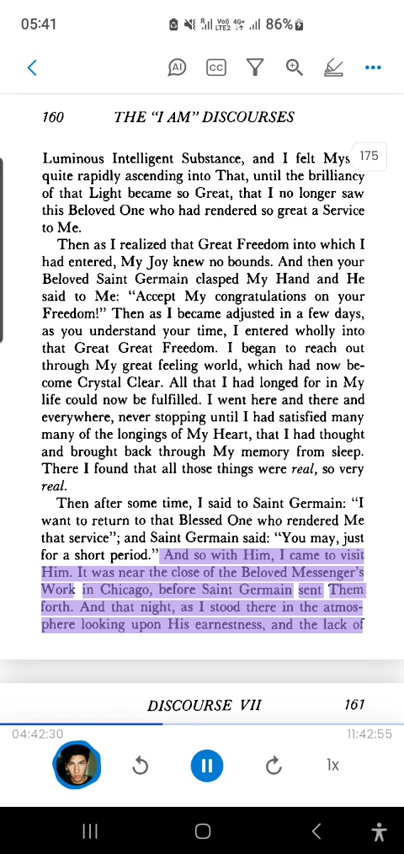 05:41
R
Vo))
LTE2
4G+
86%
AI
CC
160 THE “I AM” DISCOURSES
175
Luminous Intelligent Substance, and I felt Mys
quite rapidly ascending into That, until the brilliancy
of that Light became so Great, that I no longer saw
this Beloved One who had rendered so great a Service
to Me.
Then as I realized that Great Freedom into which I
had entered, My Joy knew no bounds. And then your
Beloved Saint Germain clasped My Hand and He
said to Me: “Accept My congratulations on your
Freedom!” Then as I became adjusted in a few days,
as you understand your time, I entered wholly into
that Great Great Freedom. I began to reach out
through My great feeling world, which had now be-
come Crystal Clear. All that I had longed for in My
life could now be fulfilled. I went here and there and
everywhere, never stopping until I had satisfied many
many of the longings of My Heart, that I had thought
and brought back through My memory from sleep.
There I found that all those things were real, so very
real.
Then after some time, I said to Saint Germain: “I
want to return to that Blessed One who rendered Me
that service”; and Saint Germain said: “You may, just
for a short period.” And so with Him, I came to visit
Him. It was near the close of the Beloved Messenger’s
Work in Chicago, before Saint Germain sent Them
forth. And that night, as I stood there in the atmos-
phere looking upon His earnestness, and the lack of
DISCOURSE VII 161
04:42:30 11:42:55
1x